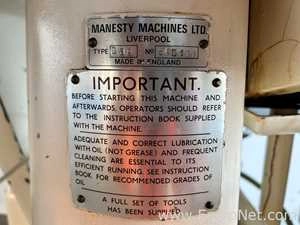 MANESTY MACHINES LTD.
LIVERPOOL
TYPE No
MADE IN ENGLAND
IMPORTANT.
BEFORE STARTING THIS MACHINE AND
AFTERWARDS, OPERATORS SHOULD REFER
TO THE INSTRUCTION BOOK SUPPLIED
WITH THE MACHINE.
ADEQUATE AND CORRECT LUBRICATION
WITH OIL (NOT GREASE) AND FREQUENT
CLEANING ARE ESSENTIAL TO ITS
EFFICIENT RUNNING. SEE INSTRUCTION
BOOK FOR RECOMMENDED GRADES OF
OIL.
A FULL SET OF TOOLS
HAS BEEN